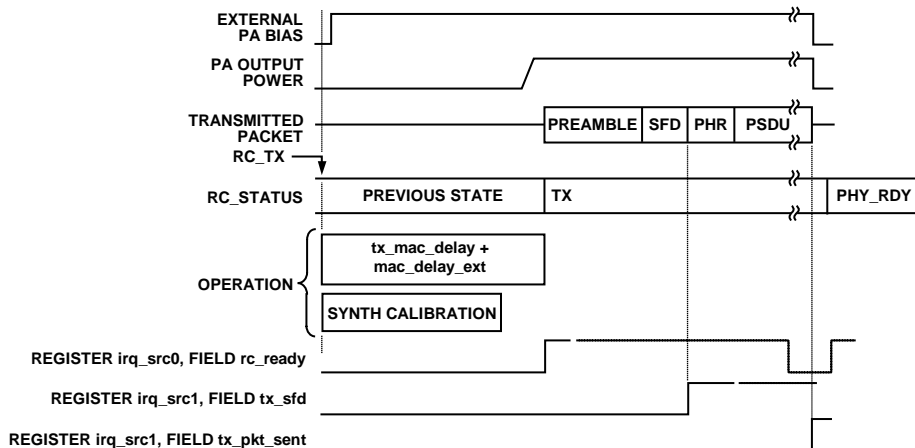 EXTERNAL
PA BIAS
PA OUTPUT
POWER
TRANSMITTED
PACKET
PREAMBLE SFD PHR PSDU
RC_TX
RC_STATUS PREVIOUS STATE TX PHY_RDY
OPERATION
tx_mac_delay +
mac_delay_ext
SYNTH CALIBRATION
REGISTER irq_src0, FIELD rc_ready
REGISTER irq_src1, FIELD tx_sfd
REGISTER irq_src1, FIELD tx_pkt_sent